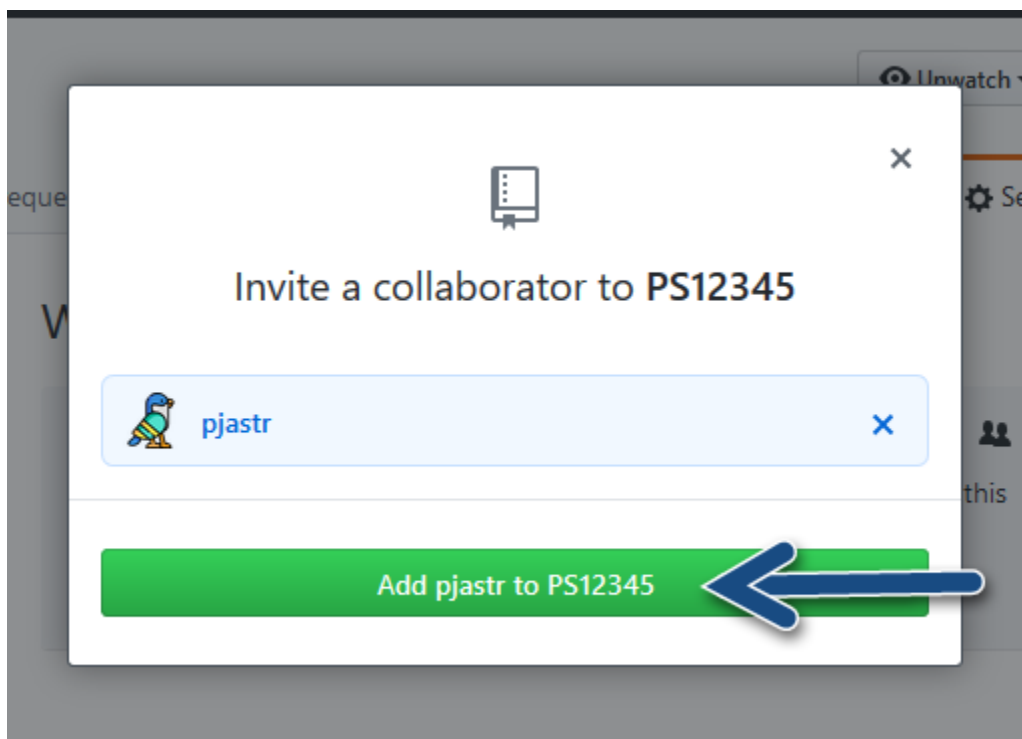 Unwatch
eque
Se
Invite a collaborator to PS12345
W
pjastr
this
Add pjastr to PS12345